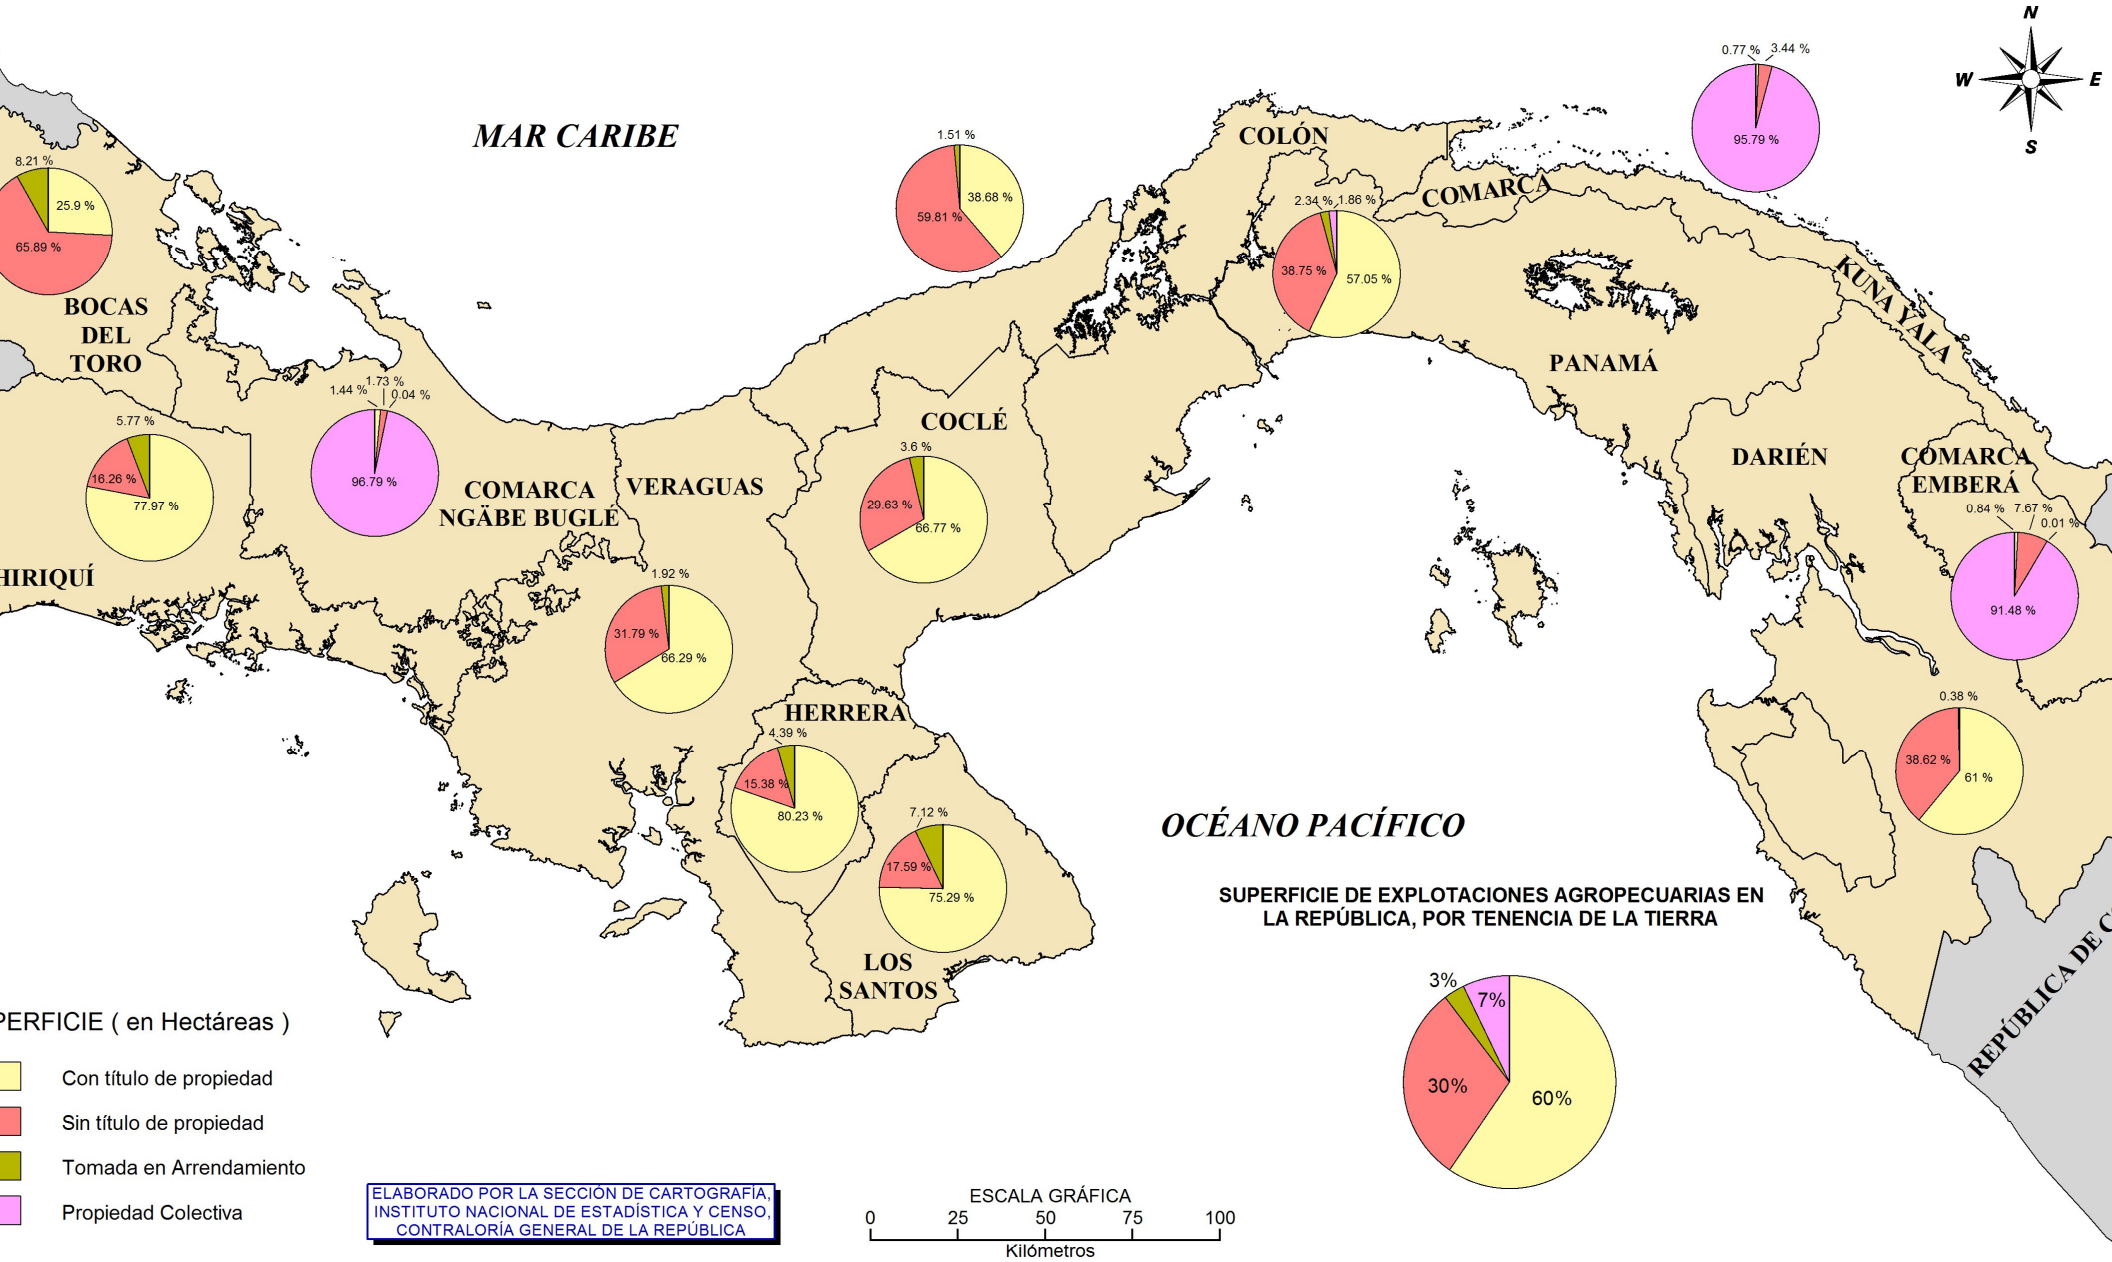 N
W
E
S
MAR CARIBE
0.77 %
3.44 %
95.79 %
1.51 %
38.68 %
59.81 %
COLÓN
COMARCA
KUNA YALA
8.21 %
25.9 %
65.89 %
BOCAS
DEL
TORO
2.34 %
1.86 %
38.75 %
57.05 %
PANAMÁ
1.44 %
1.73 %
0.04 %
96.79 %
COMARCA
NGÄBE BUGLÉ
5.77 %
16.26 %
77.97 %
HIRIQUÍ
VERAGUAS
1.92 %
31.79 %
66.29 %
COCLÉ
3.6 %
29.63 %
66.77 %
DARIÉN
COMARCA
EMBERÁ
0.84 %
7.67 %
0.01 %
91.48 %
0.38 %
38.62 %
61 %
HERRERA
4.39 %
15.38 %
80.23 %
7.12 %
17.59 %
75.29 %
LOS
SANTOS
OCÉANO PACÍFICO
SUPERFICIE DE EXPLOTACIONES AGROPECUARIAS EN
LA REPÚBLICA, POR TENENCIA DE LA TIERRA
3%
7%
30%
60%
REPÚBLICA DE C
PERFICIE ( en Hectáreas )
Con título de propiedad
Sin título de propiedad
Tomada en Arrendamiento
Propiedad Colectiva
ELABORADO POR LA SECCIÓN DE CARTOGRAFÍA,
INSTITUTO NACIONAL DE ESTADÍSTICA Y CENSO,
CONTRALORÍA GENERAL DE LA REPÚBLICA
ESCALA GRÁFICA
0 25 50 75 100
Kilómetros